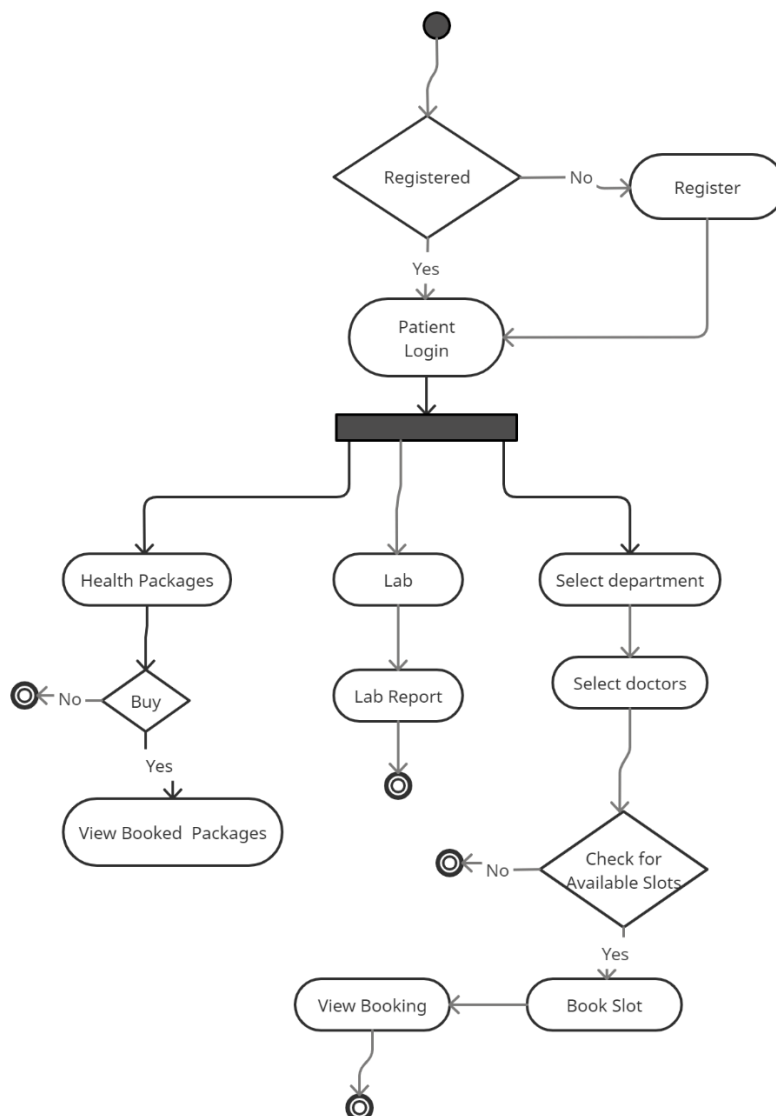 Registered
No
Register
Yes
Patient
Login
Health Packages
Lab
Select department
No
Buy
Lab Report
Select doctors
Yes
View Booked  Packages
Check for
Available Slots
No
Yes
View Booking
Book Slot